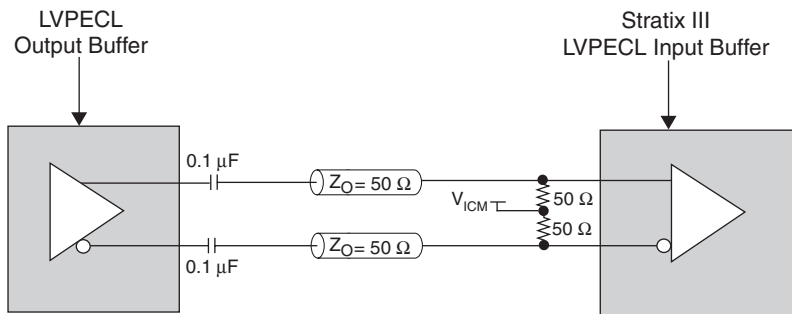 LVPECL
Output Buffer
Stratix III
LVPECL Input Buffer
0.1 µF
Z_O = 50 Ω
V_ICM
50 Ω
50 Ω
Z_O = 50 Ω
0.1 µF